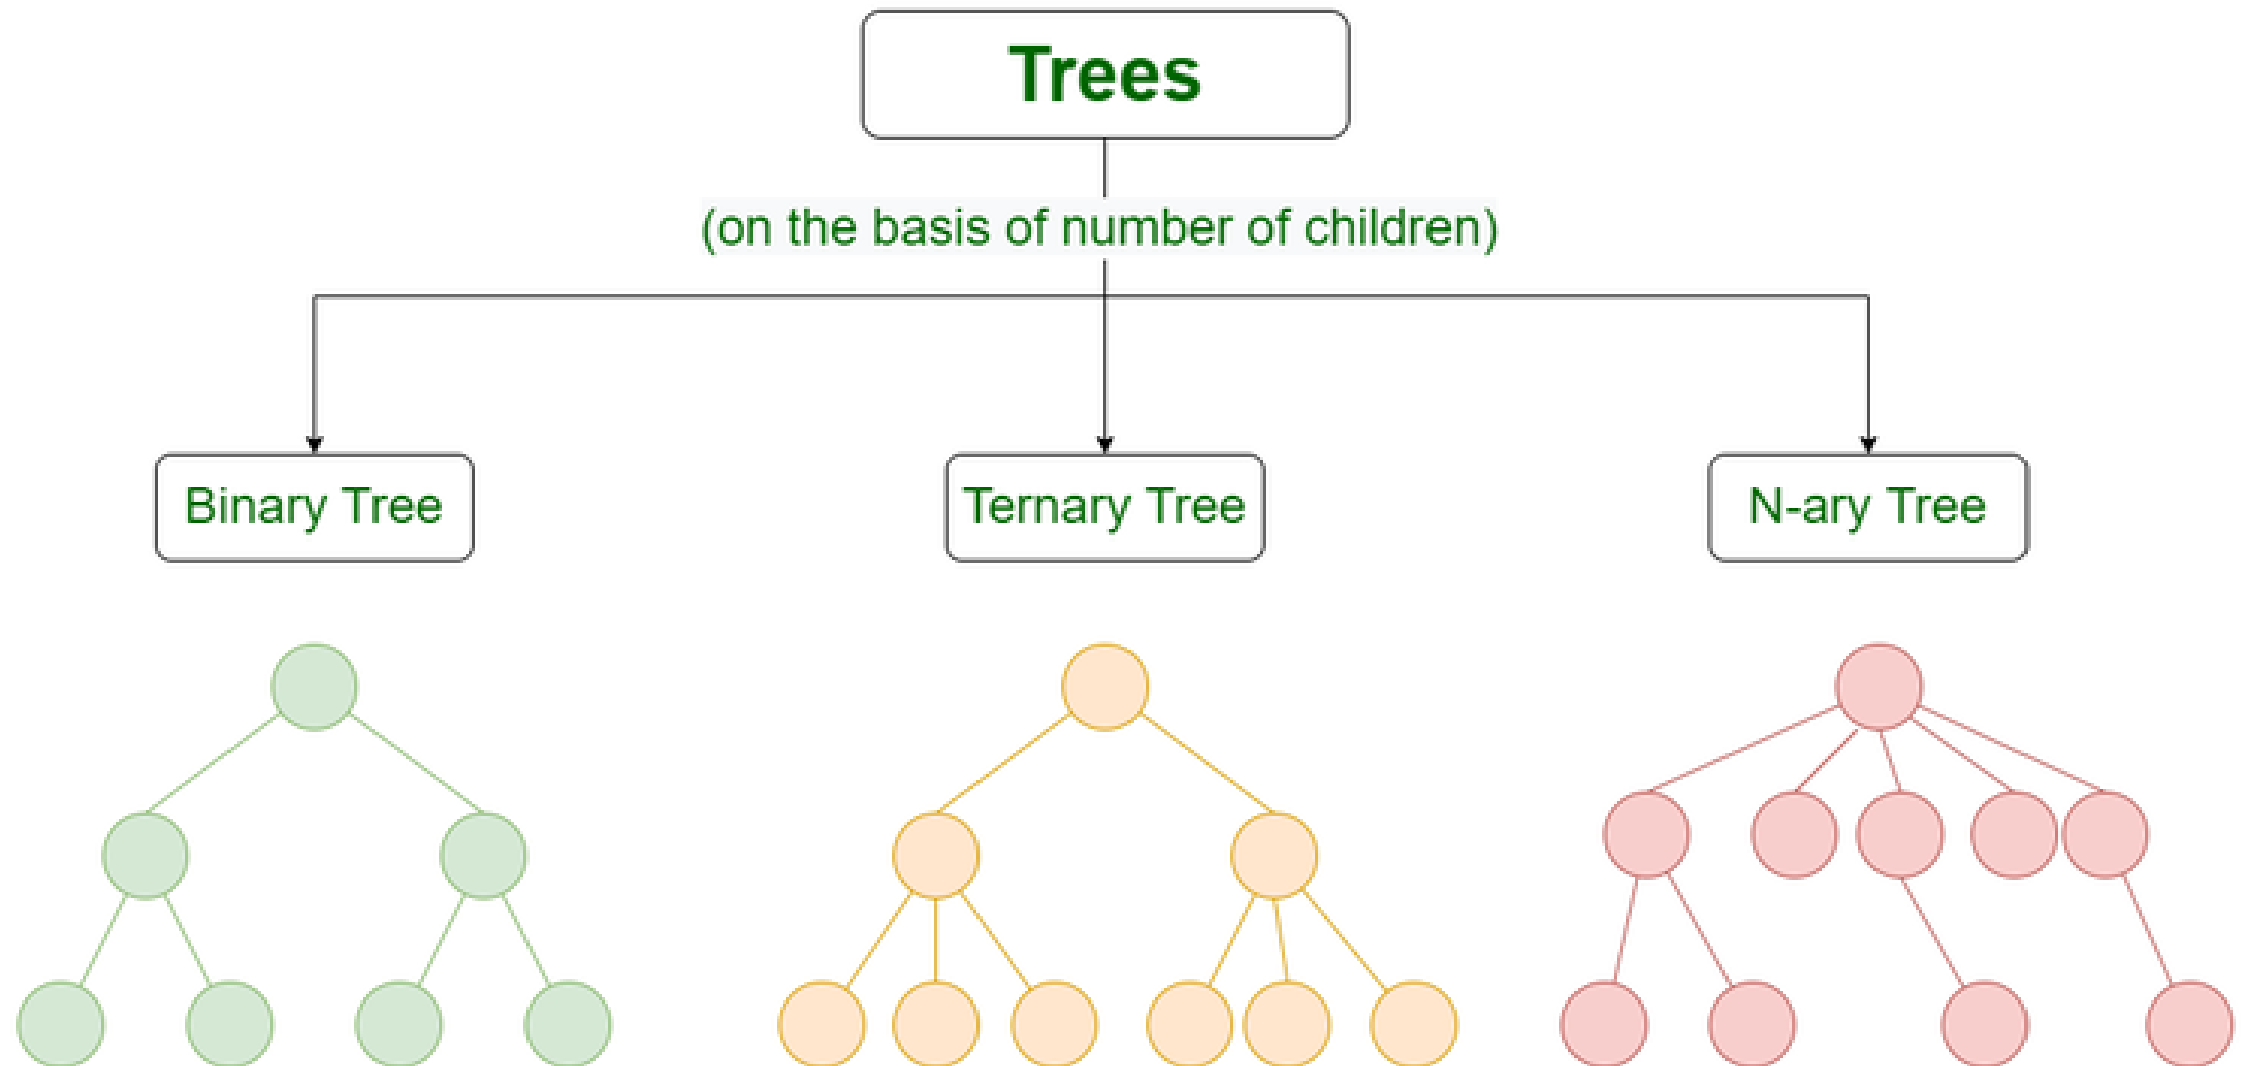 Trees
(on the basis of number of children)
Binary Tree
Ternary Tree
N-ary Tree